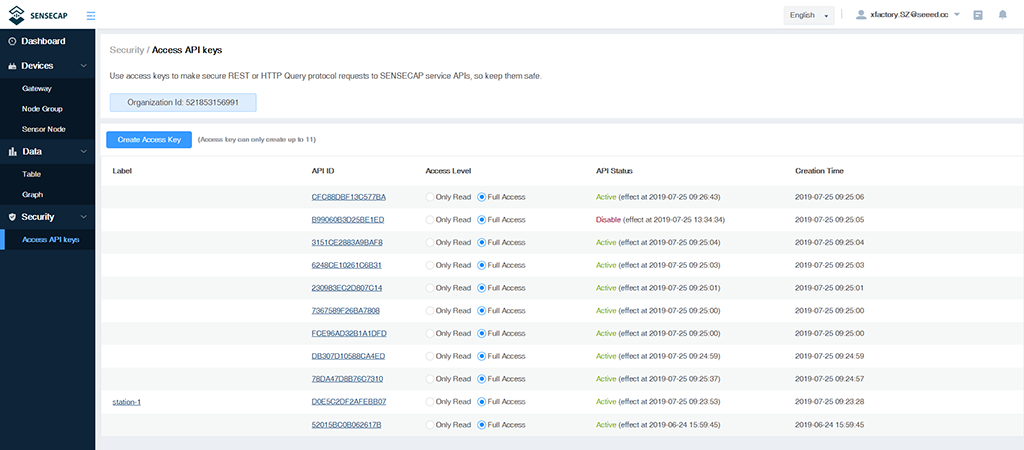 SENSECAP
English
xfactory.SZ@seeed.cc
Dashboard
Devices
Gateway
Node Group
Sensor Node
Data
Table
Graph
Security
Access API keys
Security / Access API keys
Use access keys to make secure REST or HTTP Query protocol requests to SENSECAP service APIs, so keep them safe.
Organization Id: 521853156991
Create Access Key (Access key can only create up to 11)
Label API ID Access Level API Status Creation Time
CFC88DBF13C577BA Only Read Full Access Active (effect at 2019-07-25 09:26:43) 2019-07-25 09:25:06
B99060B3D25BE1ED Only Read Full Access Disable (effect at 2019-07-25 13:34:34) 2019-07-25 09:25:05
3151CE2883A9BAF8 Only Read Full Access Active (effect at 2019-07-25 09:25:04) 2019-07-25 09:25:04
6248CE10261C6B31 Only Read Full Access Active (effect at 2019-07-25 09:25:03) 2019-07-25 09:25:03
230983EC2D807C14 Only Read Full Access Active (effect at 2019-07-25 09:25:01) 2019-07-25 09:25:01
7367589F26BA7808 Only Read Full Access Active (effect at 2019-07-25 09:25:00) 2019-07-25 09:25:00
FCE96AD32B1A1DFD Only Read Full Access Active (effect at 2019-07-25 09:25:00) 2019-07-25 09:25:00
DB307D10588CA4ED Only Read Full Access Active (effect at 2019-07-25 09:24:59) 2019-07-25 09:24:59
78DA47D8B76C7310 Only Read Full Access Active (effect at 2019-07-25 09:25:37) 2019-07-25 09:24:57
station-1 D0E5C2DF2AFEBB07 Only Read Full Access Active (effect at 2019-07-25 09:23:53) 2019-07-25 09:23:28
52015BC0B062617B Only Read Full Access Active (effect at 2019-06-24 15:59:45) 2019-06-24 15:59:45